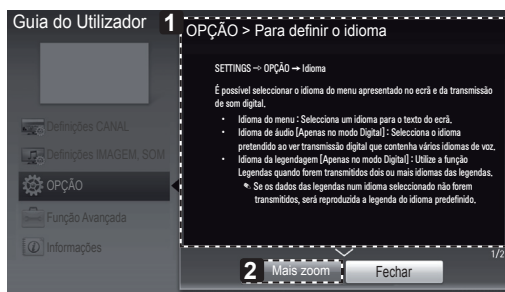 Guia do Utilizador
1
OPÇÃO > Para definir o idioma
SETTINGS ⇨ OPÇÃO ➙ Idioma
É possível seleccionar o idioma do menu apresentado no ecrã e da transmissão
de som digital.
• Idioma do menu : Selecciona um idioma para o texto do ecrã.
• Idioma de áudio [Apenas no modo Digital] : Selecciona o idioma
pretendido ao ver transmissão digital que contenha vários idiomas de voz.
• Idioma da legendagem [Apenas no modo Digital] : Utilize a função
Legendas quando forem transmitidos dois ou mais idiomas das legendas.
Se os dados das legendas num idioma seleccionado não forem
transmitidos, será reproduzida a legenda do idioma predefinido.
Definições CANAL
Definições IMAGEM, SOM
OPÇÃO
Função Avançada
Informações
1/2
2 Mais zoom
Fechar